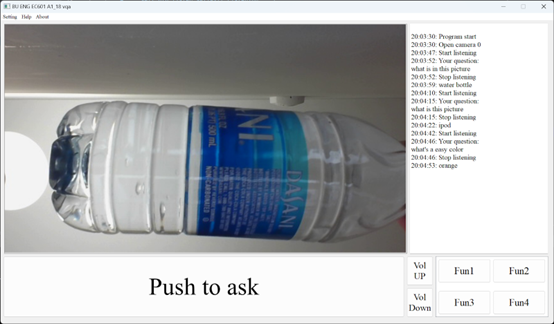 BU ENG EC601 A1_18 vqa
Setting Help About
20:03:30: Program start
20:03:30: Open camera 0
20:03:47: Start listening
20:03:52: Your question:
what is in this picture
20:03:52: Stop listening
20:03:59: water bottle
20:04:10: Start listening
20:04:15: Your question:
what is this picture
20:04:15: Stop listening
20:04:22: ipod
20:04:42: Start listening
20:04:46: Your question:
what's a easy color
20:04:46: Stop listening
20:04:53: orange
DASANI
Push to ask
Vol
UP
Vol
Down
Fun1
Fun2
Fun3
Fun4